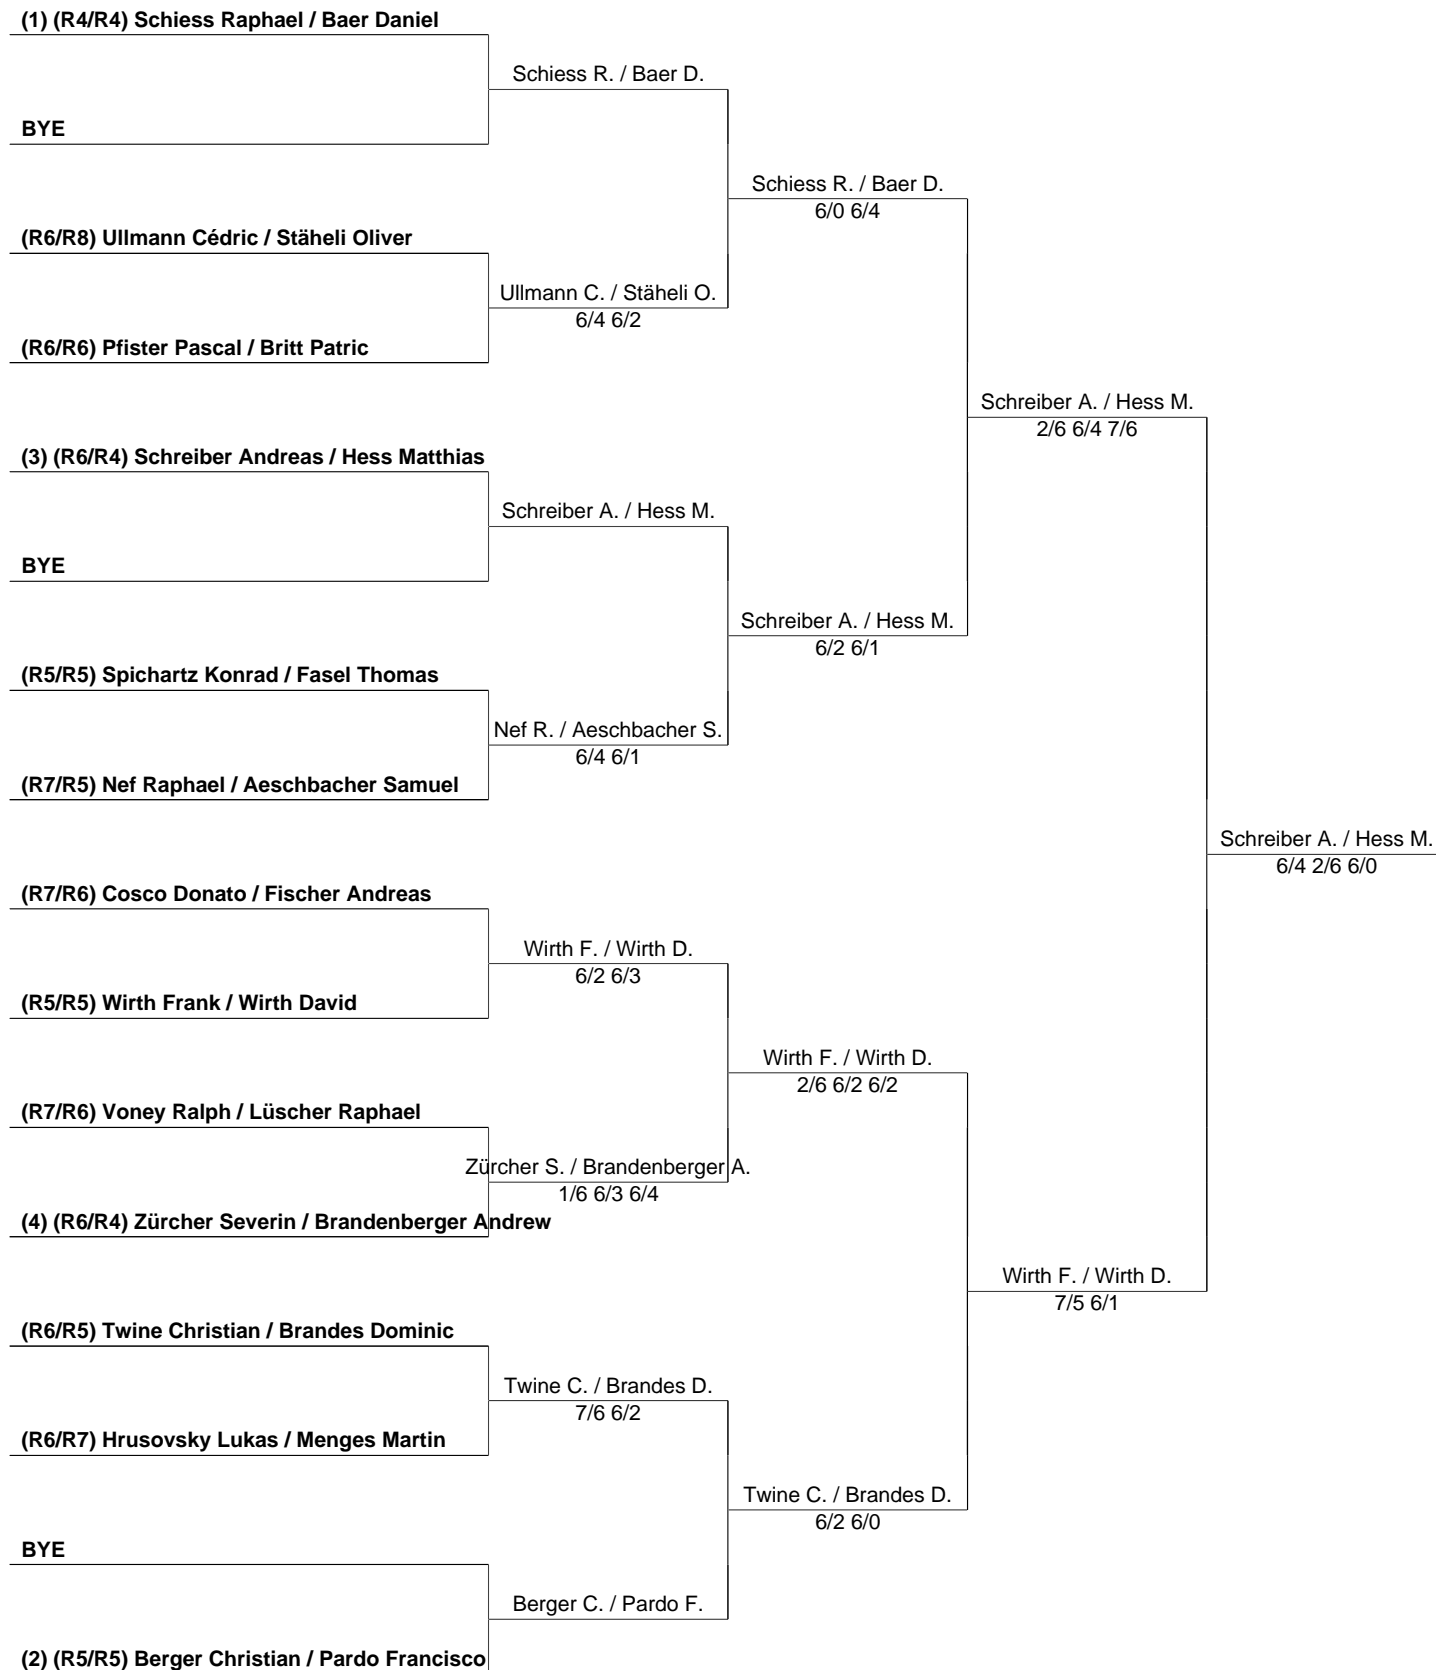 (1) (R4/R4) Schiess Raphael / Baer Daniel
Schiess R. / Baer D.
BYE
Schiess R. / Baer D.
6/0 6/4
(R6/R8) Ullmann Cédric / Stäheli Oliver
Ullmann C. / Stäheli O.
6/4 6/2
(R6/R6) Pfister Pascal / Britt Patric
Schreiber A. / Hess M.
2/6 6/4 7/6
(3) (R6/R4) Schreiber Andreas / Hess Matthias
Schreiber A. / Hess M.
BYE
Schreiber A. / Hess M.
6/2 6/1
(R5/R5) Spichartz Konrad / Fasel Thomas
Nef R. / Aeschbacher S.
6/4 6/1
(R7/R5) Nef Raphael / Aeschbacher Samuel
Schreiber A. / Hess M.
6/4 2/6 6/0
(R7/R6) Cosco Donato / Fischer Andreas
Wirth F. / Wirth D.
6/2 6/3
(R5/R5) Wirth Frank / Wirth David
Wirth F. / Wirth D.
2/6 6/2 6/2
(R7/R6) Voney Ralph / Lüscher Raphael
Zürcher S. / Brandenberger A.
1/6 6/3 6/4
(4) (R6/R4) Zürcher Severin / Brandenberger Andrew
Wirth F. / Wirth D.
7/5 6/1
(R6/R5) Twine Christian / Brandes Dominic
Twine C. / Brandes D.
7/6 6/2
(R6/R7) Hrusovsky Lukas / Menges Martin
Twine C. / Brandes D.
6/2 6/0
BYE
Berger C. / Pardo F.
(2) (R5/R5) Berger Christian / Pardo Francisco